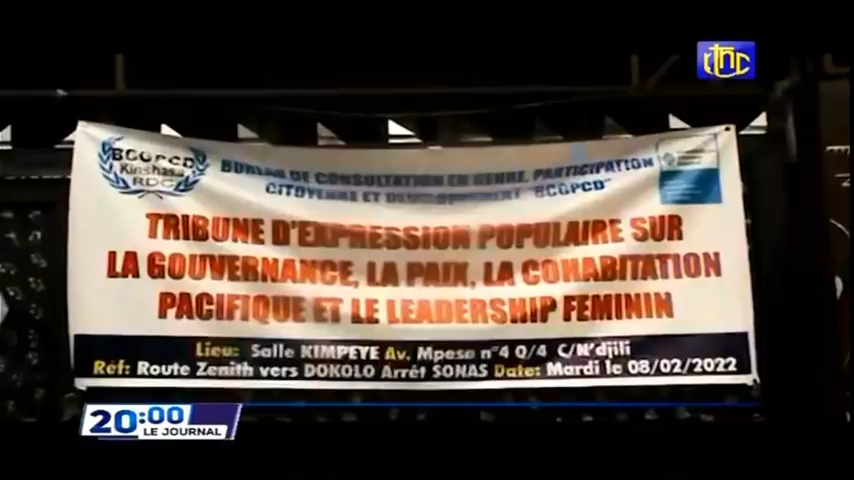 RTNC
BCGPCD
Kinshasa
RDC
BUREAU DE CONSULTATION EN GENRE, PARTICIPATION
CITOYENNE ET DEVELOPPEMENT "BCGPCD"
TRIBUNE D'EXPRESSION POPULAIRE SUR
LA GOUVERNANCE, LA PAIX, LA COHABITATION
PACIFIQUE ET LE LEADERSHIP FEMININ
Lieu: Salle KIMPEYE Av. Mpesa n°4 Q/4 C/N'djili
Réf: Route Zenith vers DOKOLO Arrêt SONAS Date: Mardi le 08/02/2022
20:00
LE JOURNAL